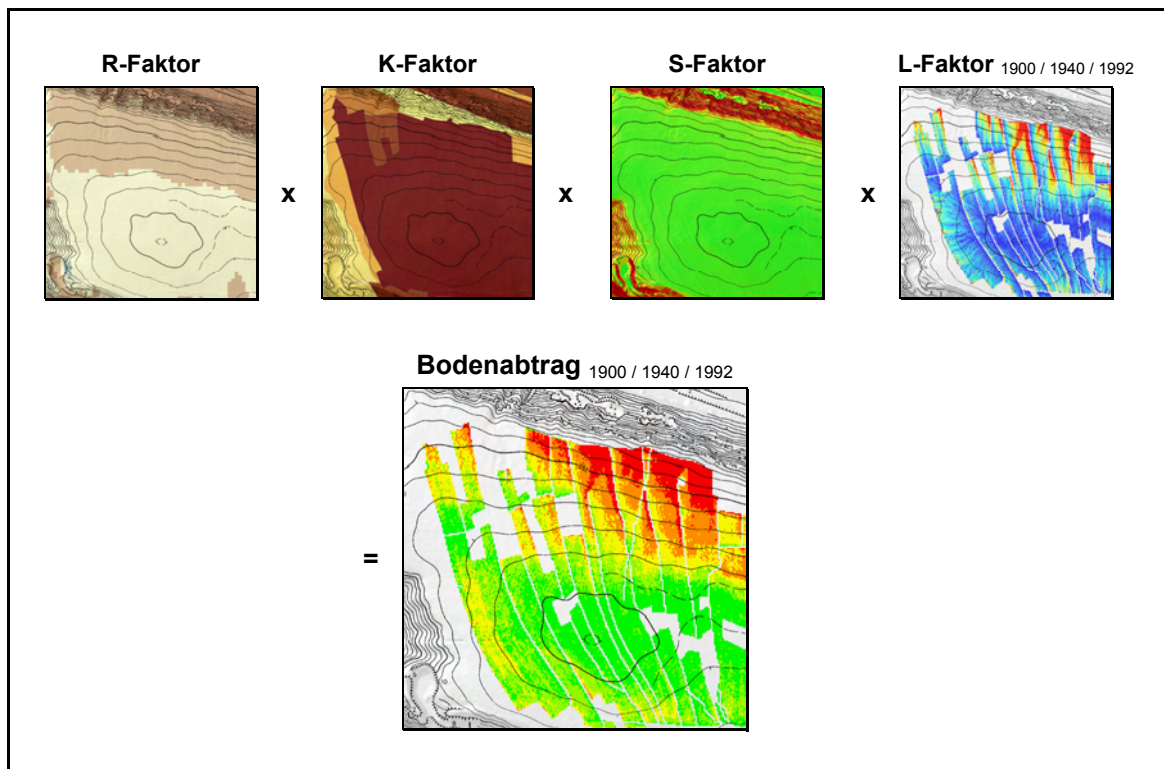 R-Faktor
K-Faktor
S-Faktor
L-Faktor 1900 / 1940 / 1992
x
x
x
Bodenabtrag 1900 / 1940 / 1992
=